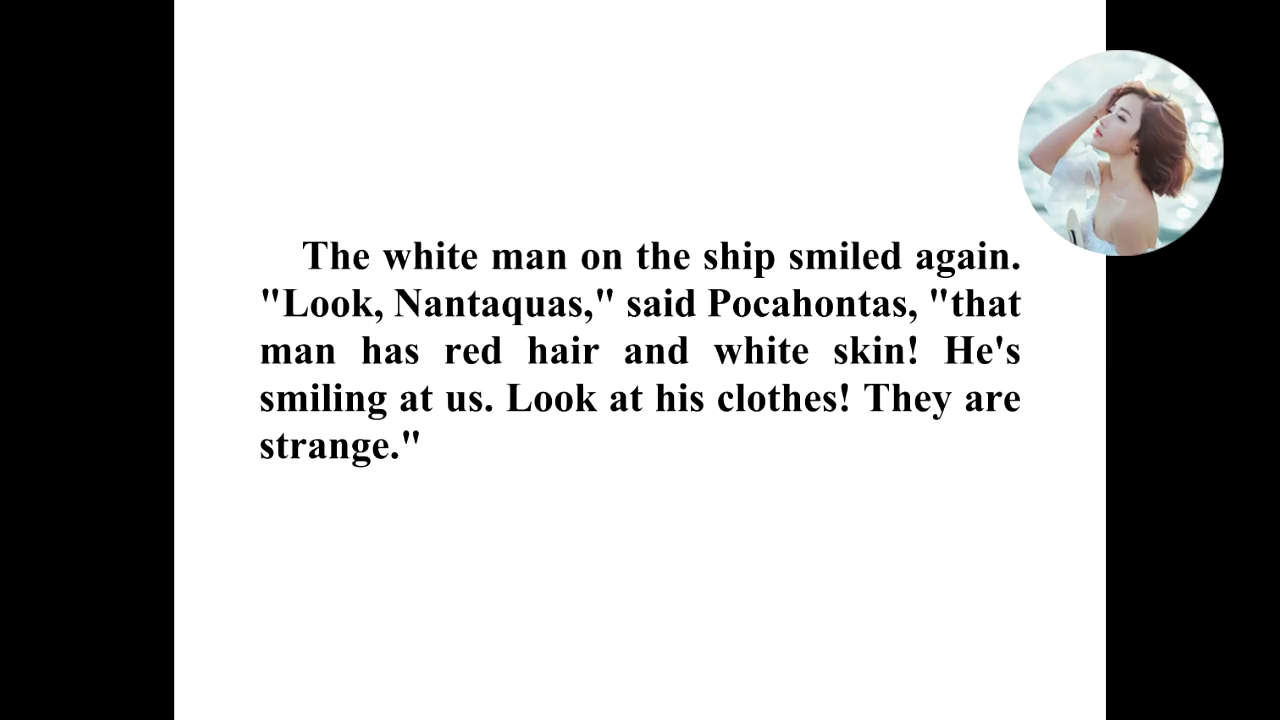 The white man on the ship smiled again.
"Look, Nantaquas," said Pocahontas, "that
man has red hair and white skin! He's
smiling at us. Look at his clothes! They are
strange."